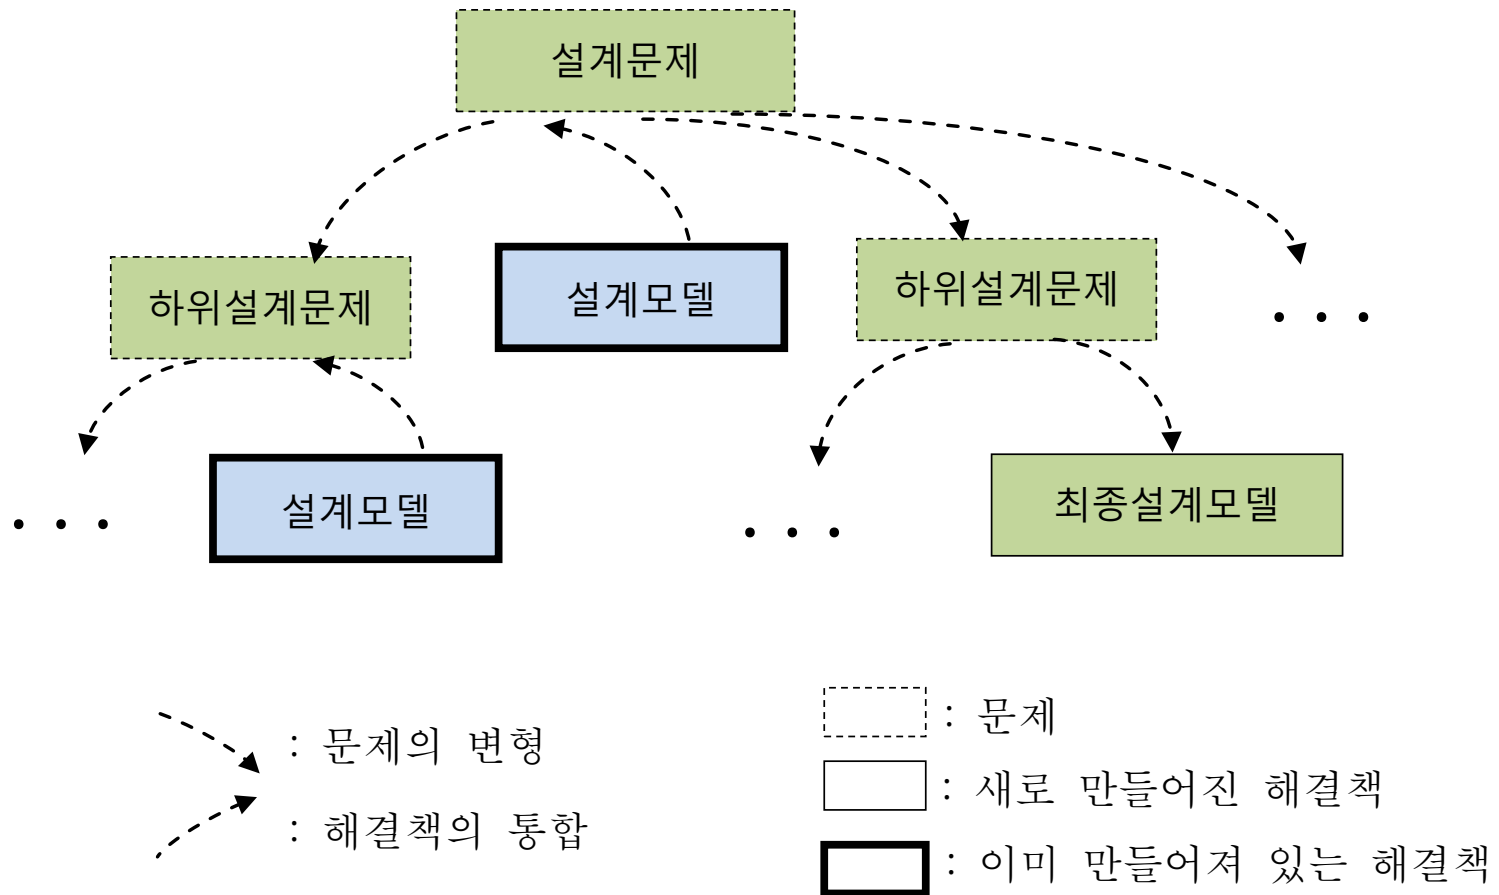 설계문제
하위설계문제
설계모델
하위설계문제
. . .
. . .
설계모델
. . .
최종설계모델
: 문제의 변형
: 해결책의 통합
: 문제
: 새로 만들어진 해결책
: 이미 만들어져 있는 해결책